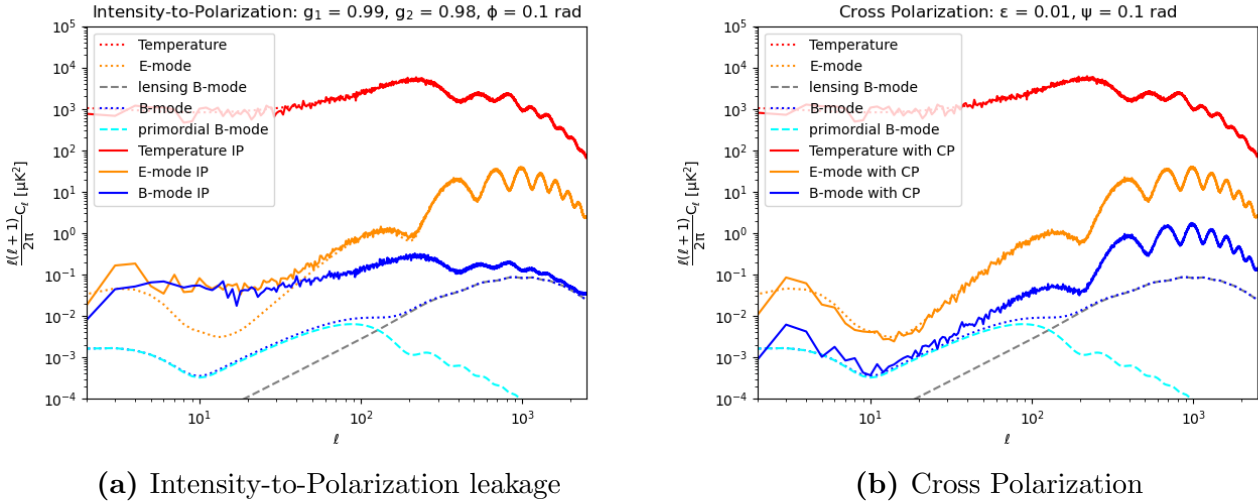 Intensity-to-Polarization: g₁ = 0.99, g₂ = 0.98, ϕ = 0.1 rad
Temperature
E-mode
lensing B-mode
B-mode
primordial B-mode
Temperature IP
E-mode IP
B-mode IP
10⁵
10⁴
10³
10²
10¹
10⁰
10⁻¹
10⁻²
10⁻³
10⁻⁴
ℓ(ℓ + 1)/2π Cℓ [μK²]
10¹
10²
10³
ℓ
(a) Intensity-to-Polarization leakage
Cross Polarization: ε = 0.01, ψ = 0.1 rad
Temperature
E-mode
lensing B-mode
B-mode
primordial B-mode
Temperature with CP
E-mode with CP
B-mode with CP
10⁵
10⁴
10³
10²
10¹
10⁰
10⁻¹
10⁻²
10⁻³
10⁻⁴
ℓ(ℓ + 1)/2π Cℓ [μK²]
10¹
10²
10³
ℓ
(b) Cross Polarization